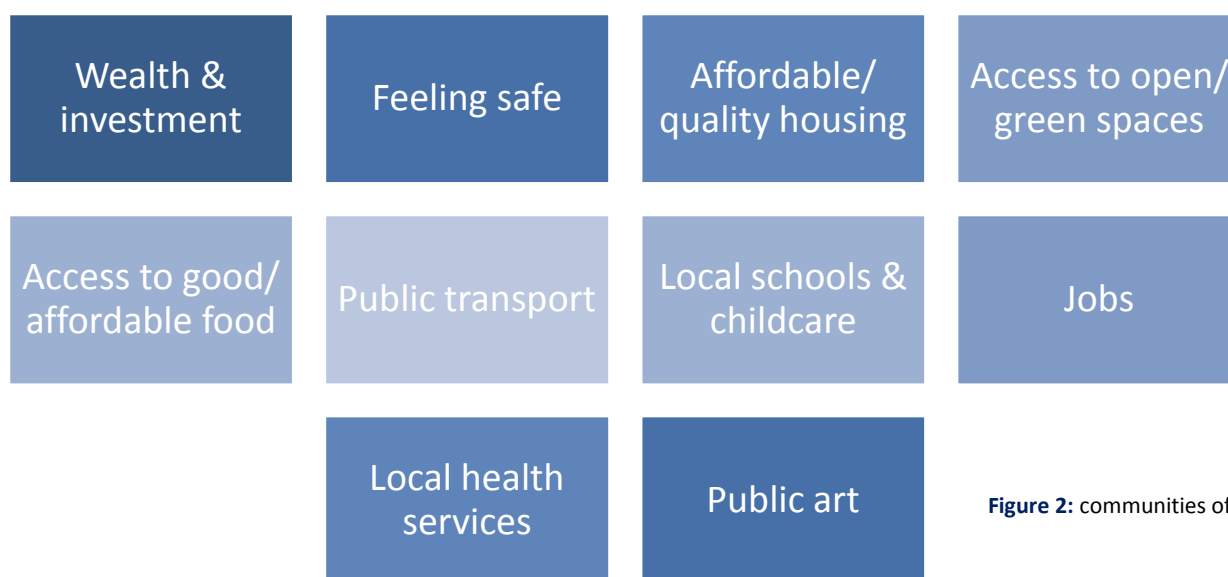 Wealth &
investment
Feeling safe
Affordable/
quality housing
Access to open/
green spaces
Access to good/
affordable food
Public transport
Local schools &
childcare
Jobs
Local health
services
Public art
Figure 2: communities of